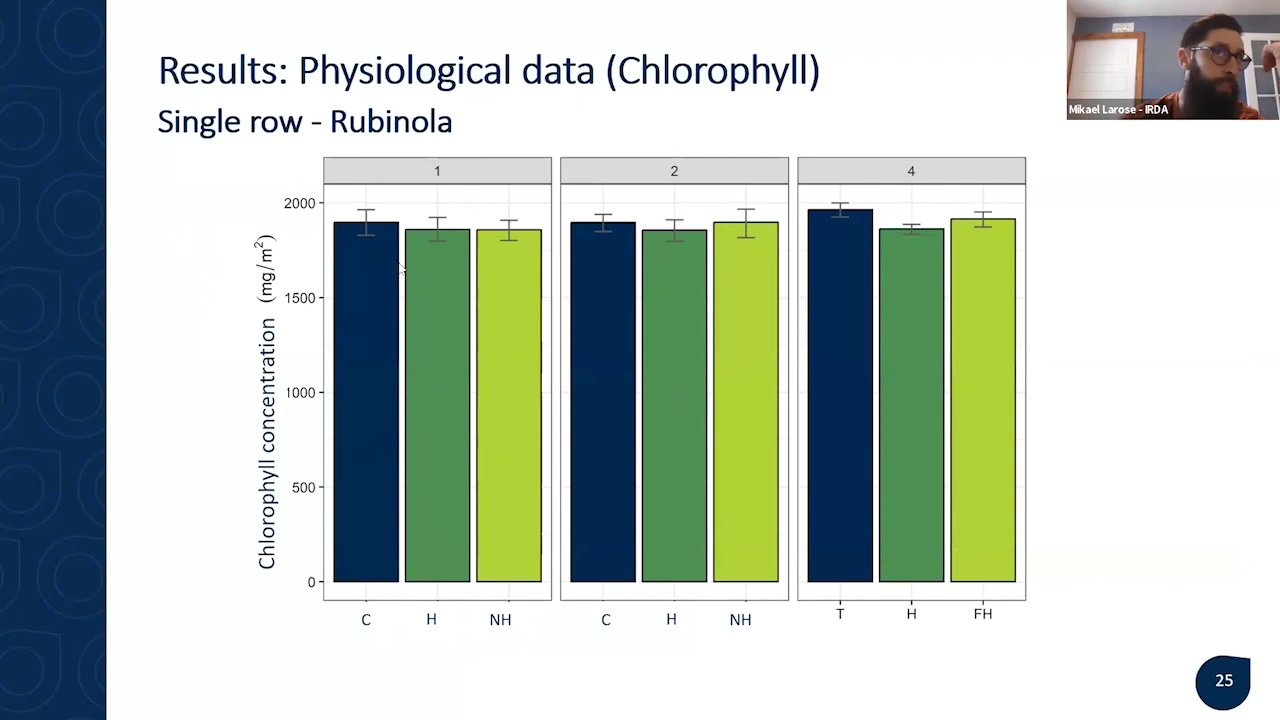 Results: Physiological data (Chlorophyll)
Single row - Rubinola
Mikael Larose - IRDA
1 2 4
Chlorophyll concentration (mg/m²)
2000
1500
1000
500
0
C H NH C H NH T H FH
25